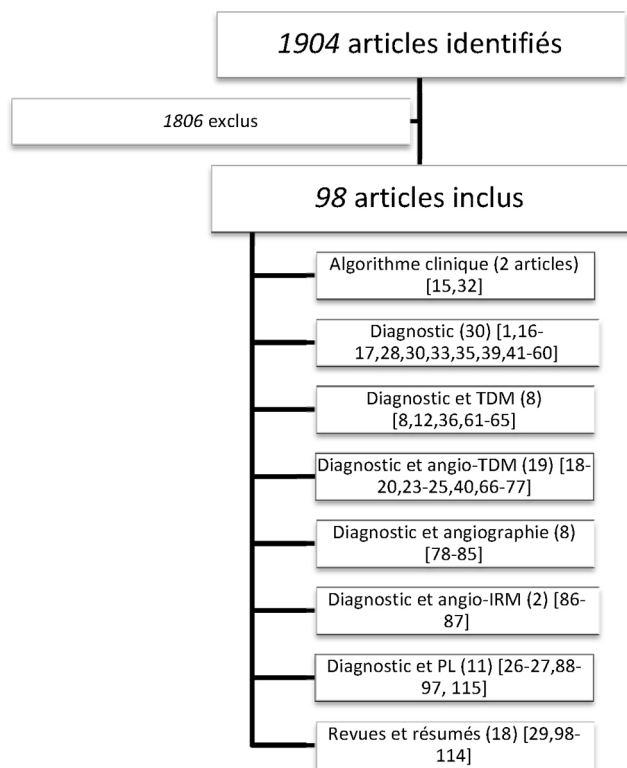 1904 articles identifiés
1806 exclus
98 articles inclus
Algorithme clinique (2 articles)
[15,32]
Diagnostic (30) [1,16-
17,28,30,33,35,39,41-60]
Diagnostic et TDM (8)
[8,12,36,61-65]
Diagnostic et angio-TDM (19) [18-
20,23-25,40,66-77]
Diagnostic et angiographie (8)
[78-85]
Diagnostic et angio-IRM (2) [86-
87]
Diagnostic et PL (11) [26-27,88-
97, 115]
Revues et résumés (18) [29,98-
114]